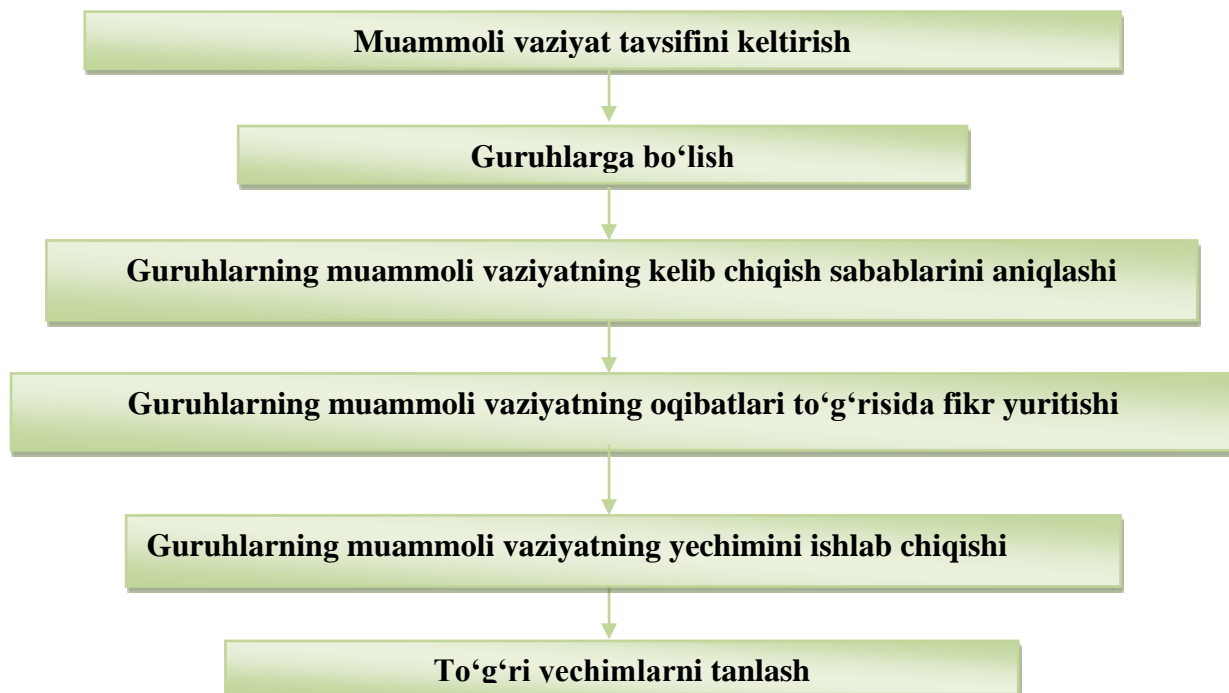 Muammoli vaziyat tavsifini keltirish
Guruhlarga bo‘lish
Guruhlarning muammoli vaziyatning kelib chiqish sabablarini aniqlashi
Guruhlarning muammoli vaziyatning oqibatlari to‘g‘risida fikr yuritishi
Guruhlarning muammoli vaziyatning yechimini ishlab chiqishi
To‘g‘ri yechimlarni tanlash